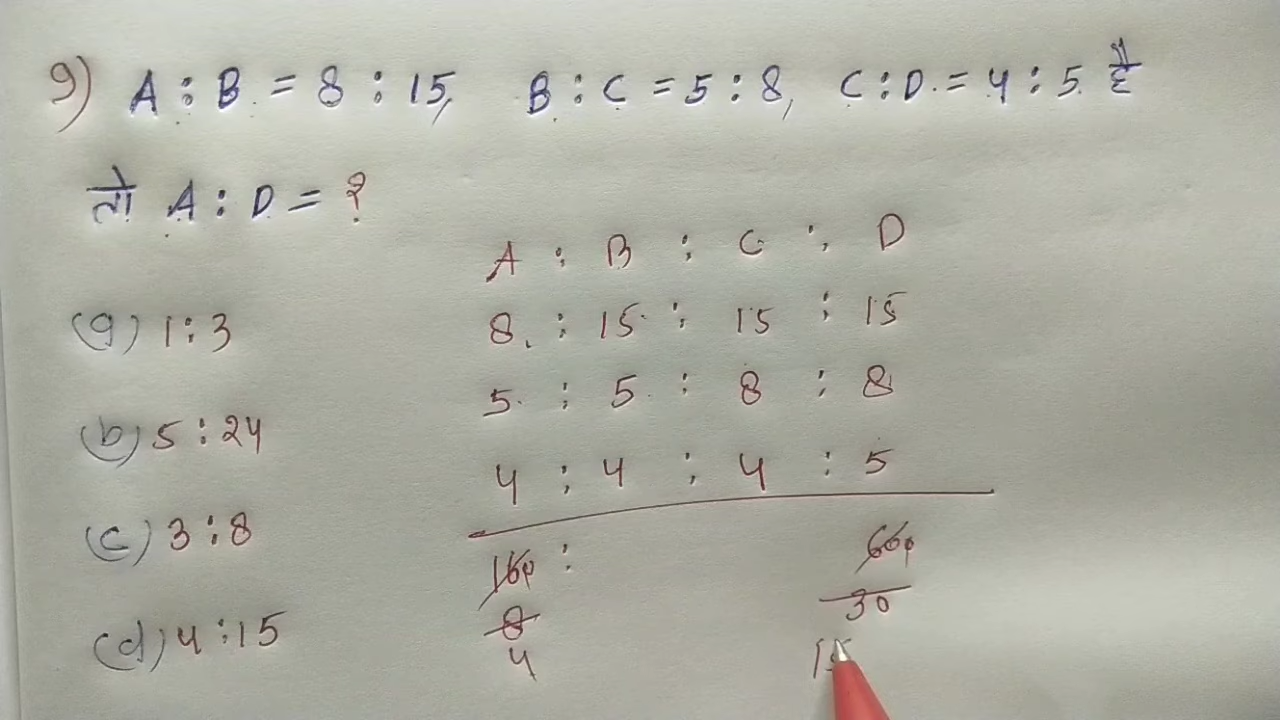 9) A : B = 8 : 15, B : C = 5 : 8, C : D = 4 : 5 है
तो A : D = ?
A : B : C : D
(a) 1 : 3
8 : 15 : 15 : 15
5 : 5 : 8 : 8
(b) 5 : 24
4 : 4 : 4 : 5
(c) 3 : 8
160 : 600
8 30
(d) 4 : 15
4 15